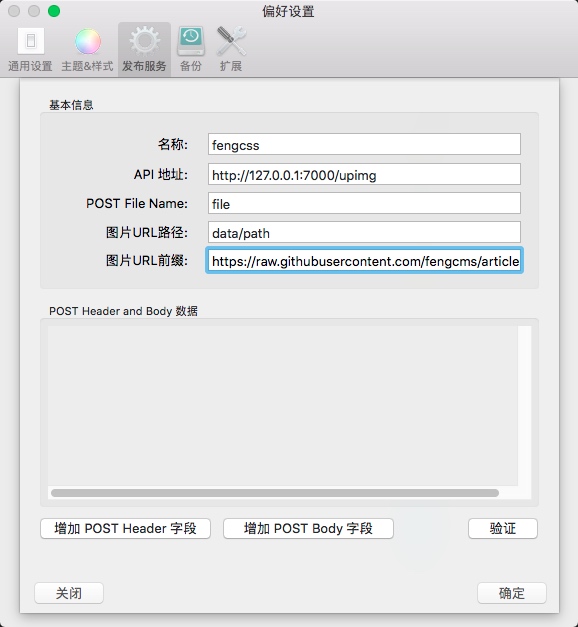 偏好设置
通用设置 主题&样式 发布服务 备份 扩展
基本信息
名称: fengcss
API 地址: http://127.0.0.1:7000/upimg
POST File Name: file
图片URL路径: data/path
图片URL前缀: https://raw.githubusercontent.com/fengcms/article
POST Header and Body 数据
增加 POST Header 字段 增加 POST Body 字段 验证
关闭 确定